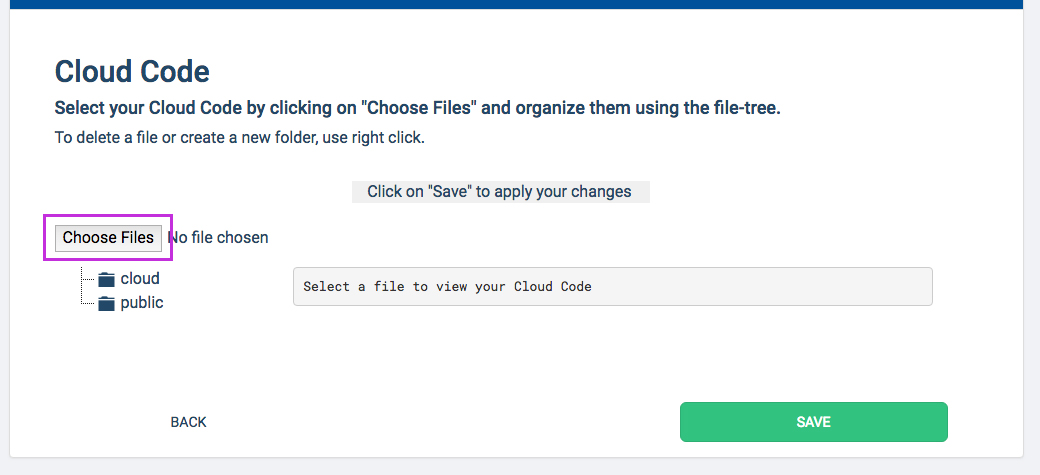 Cloud Code
Select your Cloud Code by clicking on "Choose Files" and organize them using the file-tree.
To delete a file or create a new folder, use right click.
Click on "Save" to apply your changes
Choose Files No file chosen
cloud
public
Select a file to view your Cloud Code
BACK
SAVE